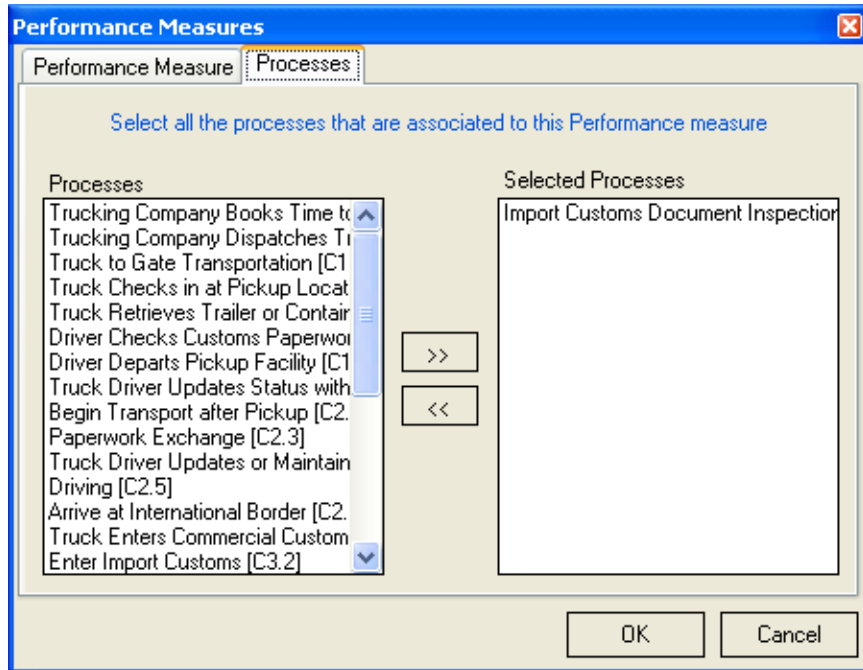 Performance Measures
Performance Measure
Processes
Select all the processes that are associated to this Performance measure
Processes
Trucking Company Books Time to
Trucking Company Dispatches Tr
Truck to Gate Transportation [C1
Truck Checks in at Pickup Locat
Truck Retrieves Trailer or Contair
Driver Checks Customs Paperwor
Driver Departs Pickup Facility [C1
Truck Driver Updates Status with
Begin Transport after Pickup [C2.
Paperwork Exchange [C2.3]
Truck Driver Updates or Maintain
Driving [C2.5]
Arrive at International Border [C2.
Truck Enters Commercial Custom
Enter Import Customs [C3.2]
>>
<<
Selected Processes
Import Customs Document Inspection
OK
Cancel